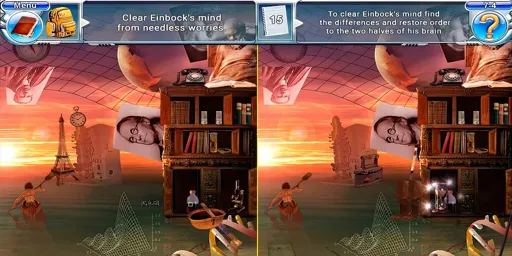 Menu
Clear Einbock's mind
from needless worries
15
To clear Einbock's mind find
the differences and restore order
to the two halves of his brain.
7:4